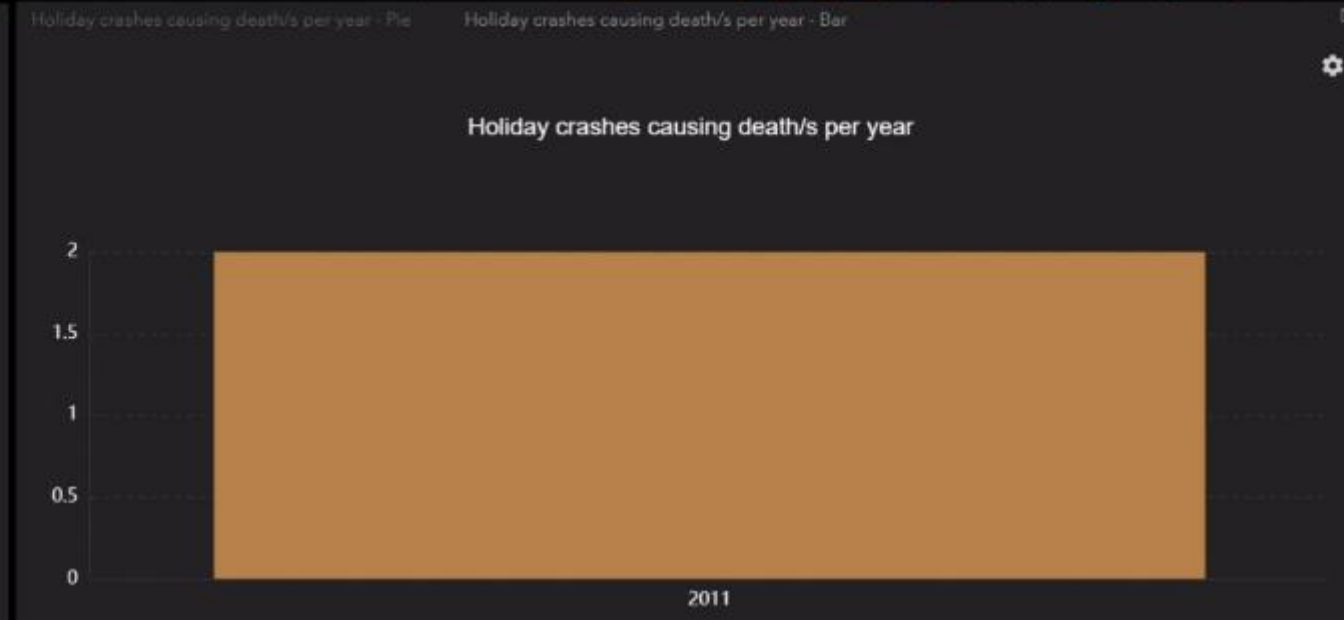 Holiday crashes causing death/s per year - Pie
Holiday crashes causing death/s per year - Bar
Holiday crashes causing death/s per year
2
1.5
1
0.5
0
2011